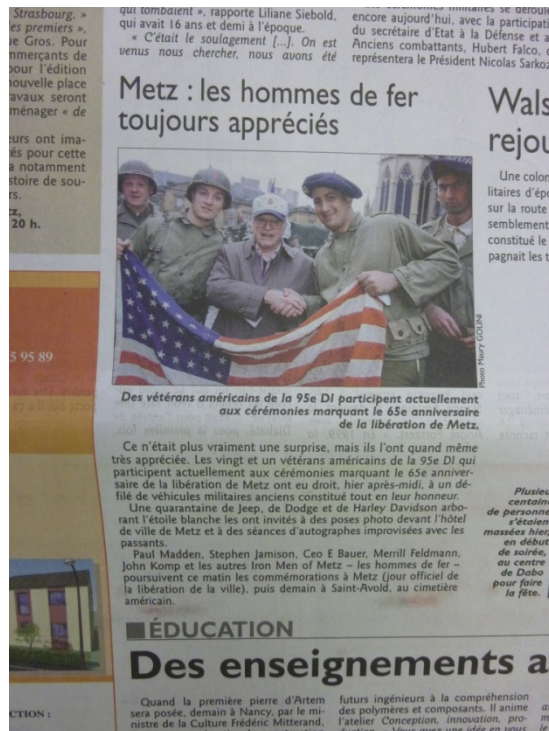 Strasbourg. »
es premiers »,
ue Gros. Pour
mmerçants de
pour l'édition
nouvelle place
avaux seront
ménager « de
eurs ont ima-
és pour cette
a notamment
stoire de sou-
rs.
tz,
20 h.
5 95 89
CTION :
qui tombaient », rapporte Liliane Siebold,
qui avait 16 ans et demi à l'époque.
« C'était le soulagement [...]. On est
venus nous chercher, nous avons été
Metz : les hommes de fer
toujours appréciés
Photo Maury GOLINI
Des vétérans américains de la 95e DI participent actuellement
aux cérémonies marquant le 65e anniversaire
de la libération de Metz.
Ce n'était plus vraiment une surprise, mais ils l'ont quand même
très appréciée. Les vingt et un vétérans américains de la 95e DI qui
participent actuellement aux cérémonies marquant le 65e anniver-
saire de la libération de Metz ont eu droit, hier après-midi, à un dé-
filé de véhicules militaires anciens constitué tout en leur honneur.
Une quarantaine de Jeep, de Dodge et de Harley Davidson arbo-
rant l'étoile blanche les ont invités à des poses photo devant l'hôtel
de ville de Metz et à des séances d'autographes improvisées avec les
passants.
Paul Madden, Stephen Jamison, Ceo E Bauer, Merrill Feldmann,
John Komp et les autres Iron Men of Metz – les hommes de fer –
poursuivent ce matin les commémorations à Metz (jour officiel de
la libération de la ville), puis demain à Saint-Avold, au cimetière
américain.
encore aujourd'hui, avec la participati
du secrétaire d'Etat à la Défense et a
Anciens combattants, Hubert Falco,
représentera le Président Nicolas Sarkoz
Wals
rejou
Une colon
litaires d'épo
sur la route
semblement
constitué le
pagnait les t
Plusieu
centain
de personne
s'étaien
massées hier,
en début
de soirée,
au centre
de Dabo
pour faire
la fête.
ÉDUCATION
Des enseignements a
Quand la première pierre d'Artem
sera posée, demain à Nancy, par le mi-
nistre de la Culture Frédéric Mitterrand,
futurs ingénieurs à la compréhension
des polymères et composants. Il anime
l'atelier Conception, innovation, pro-